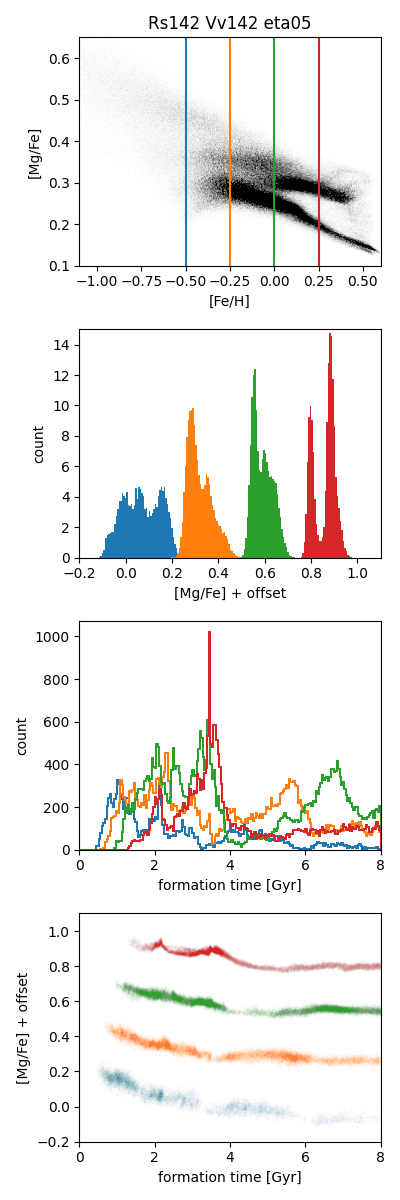 Rs142 Vv142 eta05
0.6
0.5
0.4
0.3
0.2
0.1
[Mg/Fe]
−1.00 −0.75 −0.50 −0.25 0.00 0.25 0.50
[Fe/H]
14
12
10
8
6
4
2
0
count
−0.2 0.0 0.2 0.4 0.6 0.8 1.0
[Mg/Fe] + offset
1000
800
600
400
200
0
count
0 2 4 6 8
formation time [Gyr]
1.0
0.8
0.6
0.4
0.2
0.0
−0.2
[Mg/Fe] + offset
0 2 4 6 8
formation time [Gyr]